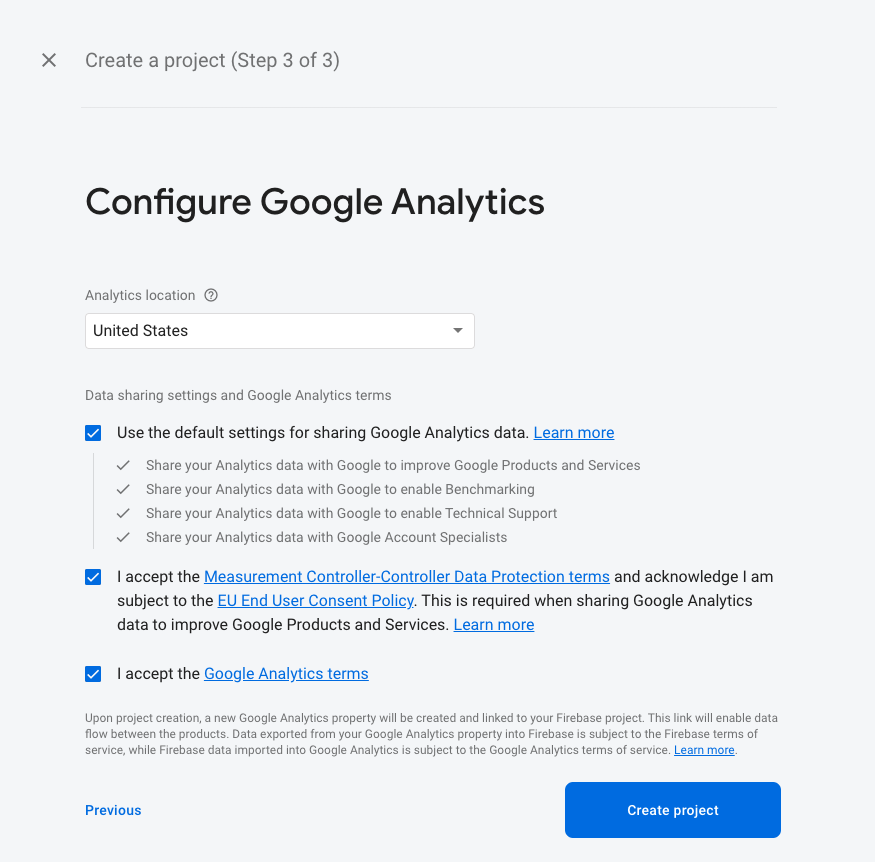 Create a project (Step 3 of 3)
Configure Google Analytics
Analytics location
United States
Data sharing settings and Google Analytics terms
Use the default settings for sharing Google Analytics data. Learn more
Share your Analytics data with Google to improve Google Products and Services
Share your Analytics data with Google to enable Benchmarking
Share your Analytics data with Google to enable Technical Support
Share your Analytics data with Google Account Specialists
I accept the Measurement Controller-Controller Data Protection terms and acknowledge I am
subject to the EU End User Consent Policy. This is required when sharing Google Analytics
data to improve Google Products and Services. Learn more
I accept the Google Analytics terms
Upon project creation, a new Google Analytics property will be created and linked to your Firebase project. This link will enable data
flow between the products. Data exported from your Google Analytics property into Firebase is subject to the Firebase terms of
service, while Firebase data imported into Google Analytics is subject to the Google Analytics terms of service. Learn more.
Previous
Create project